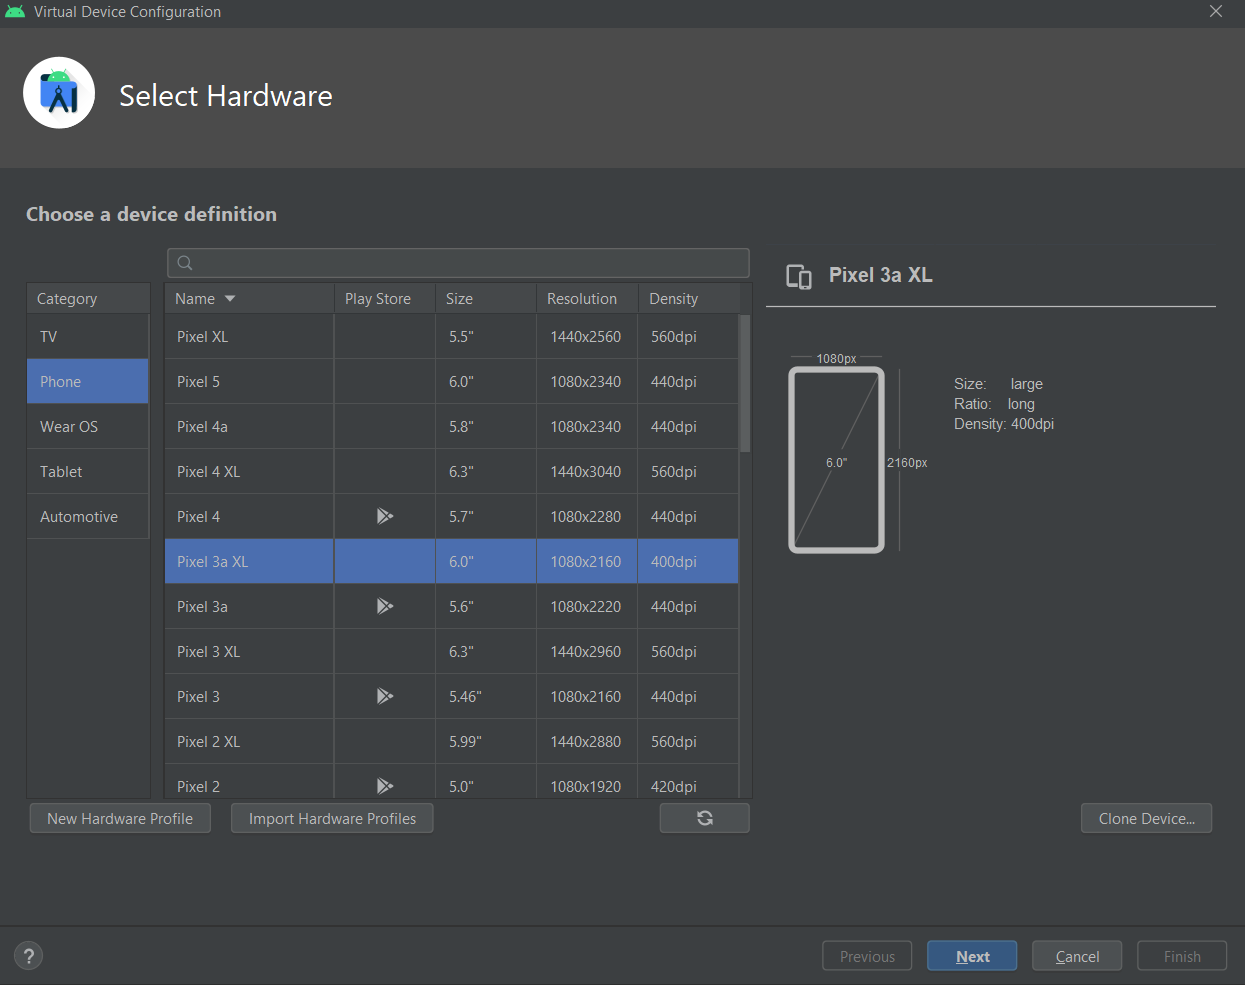 Virtual Device Configuration
Select Hardware
Choose a device definition
Category
TV
Phone
Wear OS
Tablet
Automotive
Name Play Store Size Resolution Density
Pixel XL 5.5" 1440x2560 560dpi
Pixel 5 6.0" 1080x2340 440dpi
Pixel 4a 5.8" 1080x2340 440dpi
Pixel 4 XL 6.3" 1440x3040 560dpi
Pixel 4 5.7" 1080x2280 440dpi
Pixel 3a XL 6.0" 1080x2160 400dpi
Pixel 3a 5.6" 1080x2220 440dpi
Pixel 3 XL 6.3" 1440x2960 560dpi
Pixel 3 5.46" 1080x2160 440dpi
Pixel 2 XL 5.99" 1440x2880 560dpi
Pixel 2 5.0" 1080x1920 420dpi
Pixel 3a XL
1080px
6.0"
2160px
Size: large
Ratio: long
Density: 400dpi
New Hardware Profile
Import Hardware Profiles
Clone Device...
?
Previous
Next
Cancel
Finish